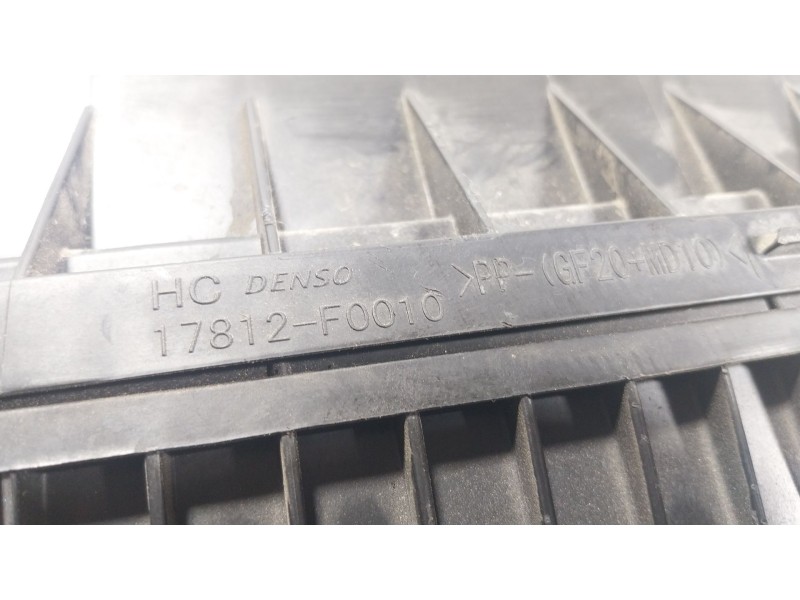 HC DENSO >PP-(GF20+MD10)<
17812-F0010